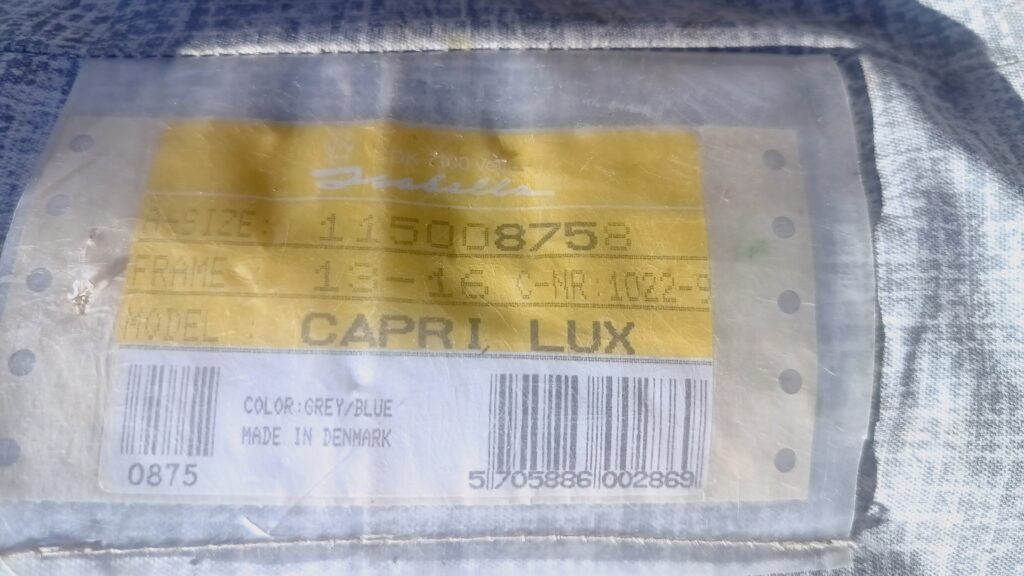 Isabella
A-SIZE: 115008758
FRAME : 13-16 C-NR:1022-9
MODEL : CAPRI LUX
COLOR:GREY/BLUE
MADE IN DENMARK
0875
5 705886 002869